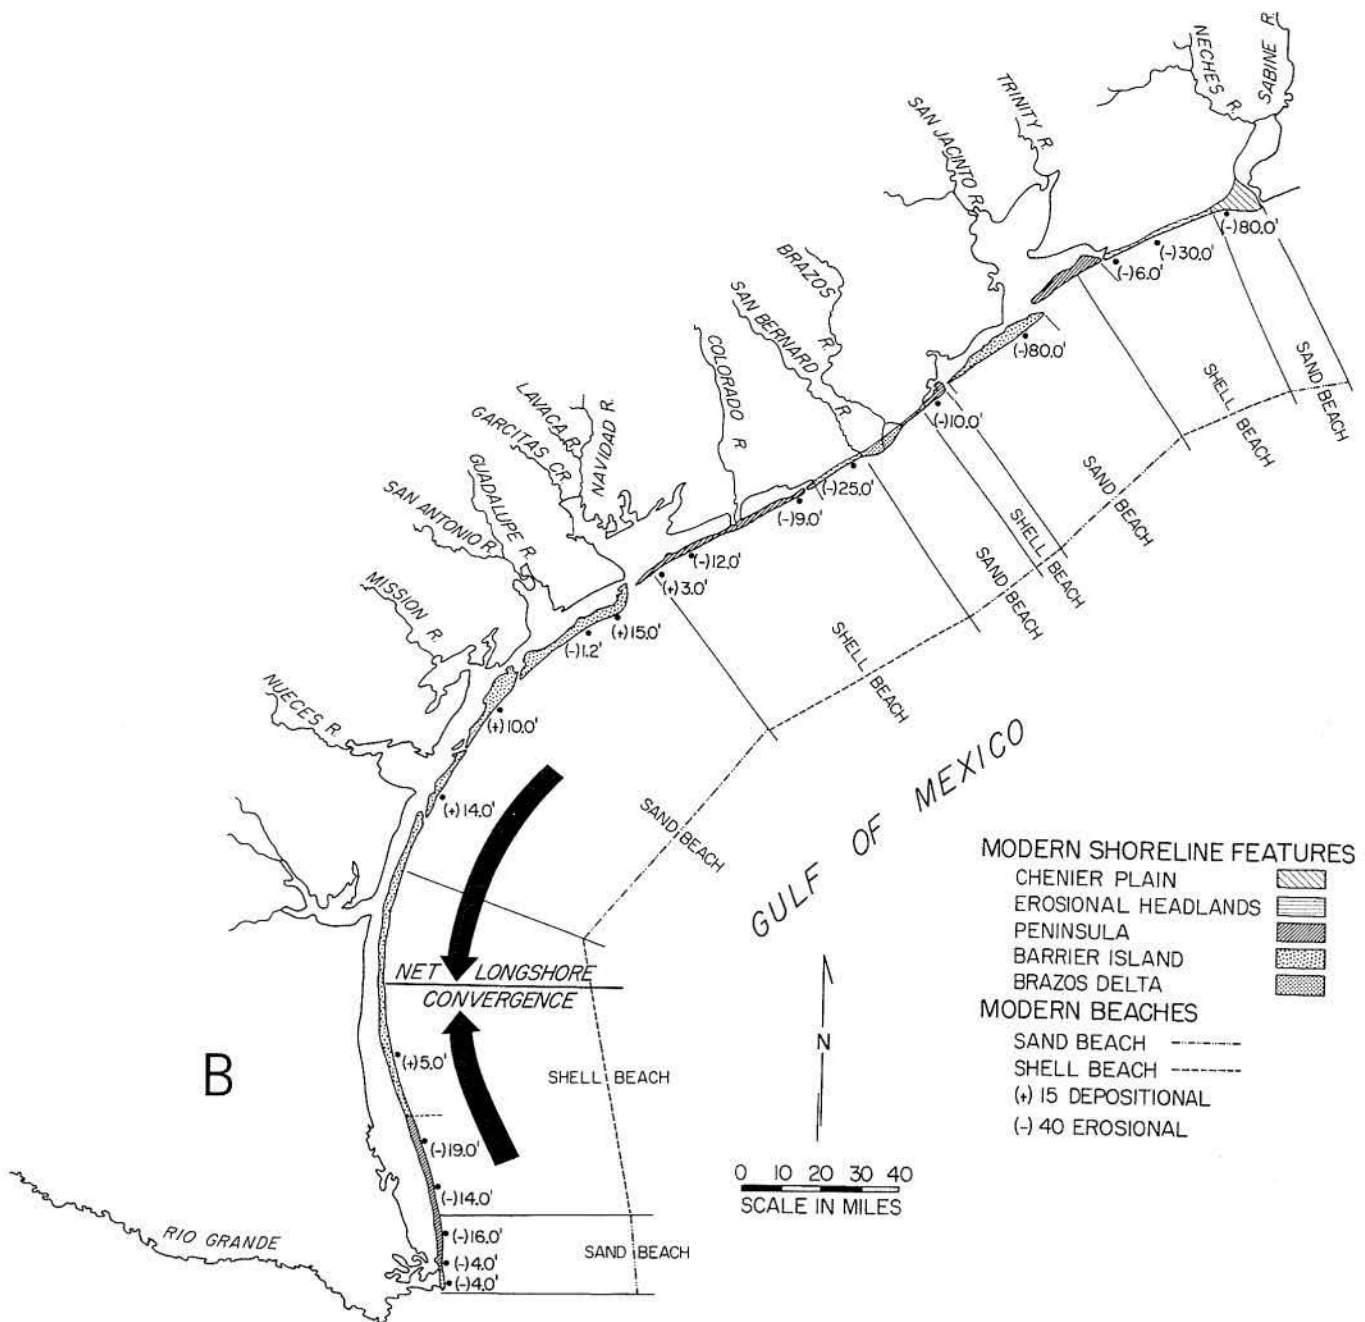 NECHES R.
SABINE R.
TRINITY R.
SAN JACINTO R.
BRAZOS R.
SAN BERNARD R.
COLORADO R
LAVACA R.
NAVIDAD R.
GARCITAS CR.
GUADALUPE R.
SAN ANTONIO R.
MISSION R.
NUECES R.
(-)80.0'
(-)30.0'
(-)6.0'
(-)80.0'
(-)10.0'
(-)25.0'
(-)9.0'
(-)12.0'
(+)3.0'
(+)15.0'
(-)1.2'
(+)10.0'
(+)14.0'
SAND BEACH
SHELL BEACH
SAND BEACH
SHELL BEACH
SAND BEACH
SHELL BEACH
SAND BEACH
GULF OF MEXICO
NET LONGSHORE
CONVERGENCE
B
(+)5.0'
SHELL BEACH
(-)19.0'
(-)14.0'
(-)16.0'
SAND BEACH
(-)4.0'
(-)4.0'
RIO GRANDE
N
0 10 20 30 40
SCALE IN MILES
MODERN SHORELINE FEATURES
CHENIER PLAIN
EROSIONAL HEADLANDS
PENINSULA
BARRIER ISLAND
BRAZOS DELTA
MODERN BEACHES
SAND BEACH
SHELL BEACH
(+) 15 DEPOSITIONAL
(-) 40 EROSIONAL